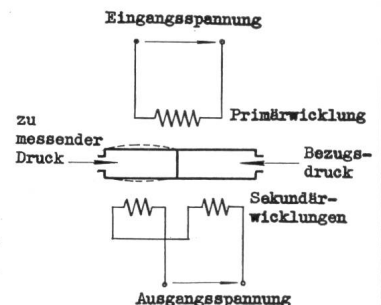 Eingangsspannung
Primärwicklung
zu
messender
Druck
Bezugs-
druck
Sekundär-
wicklungen
Ausgangsspannung